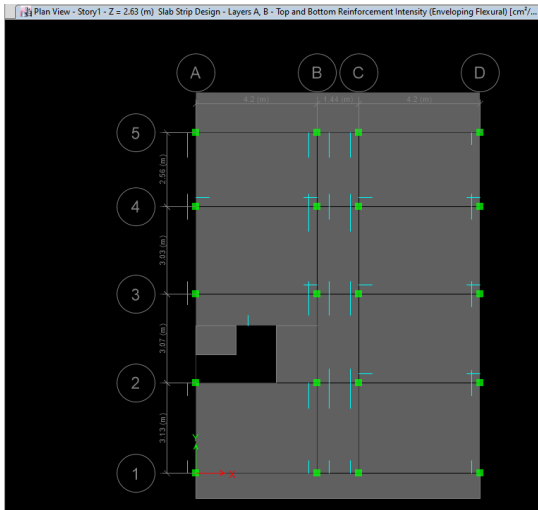 Plan View - Story1 - Z = 2.63 (m) Slab Strip Design - Layers A, B - Top and Bottom Reinforcement Intensity (Enveloping Flexural) [cm²/...
A B C D
4.2 (m) 1.44 (m) 4.2 (m)
5
2.56 (m)
4
3.03 (m)
3
3.07 (m)
2
3.13 (m)
Y
X
1